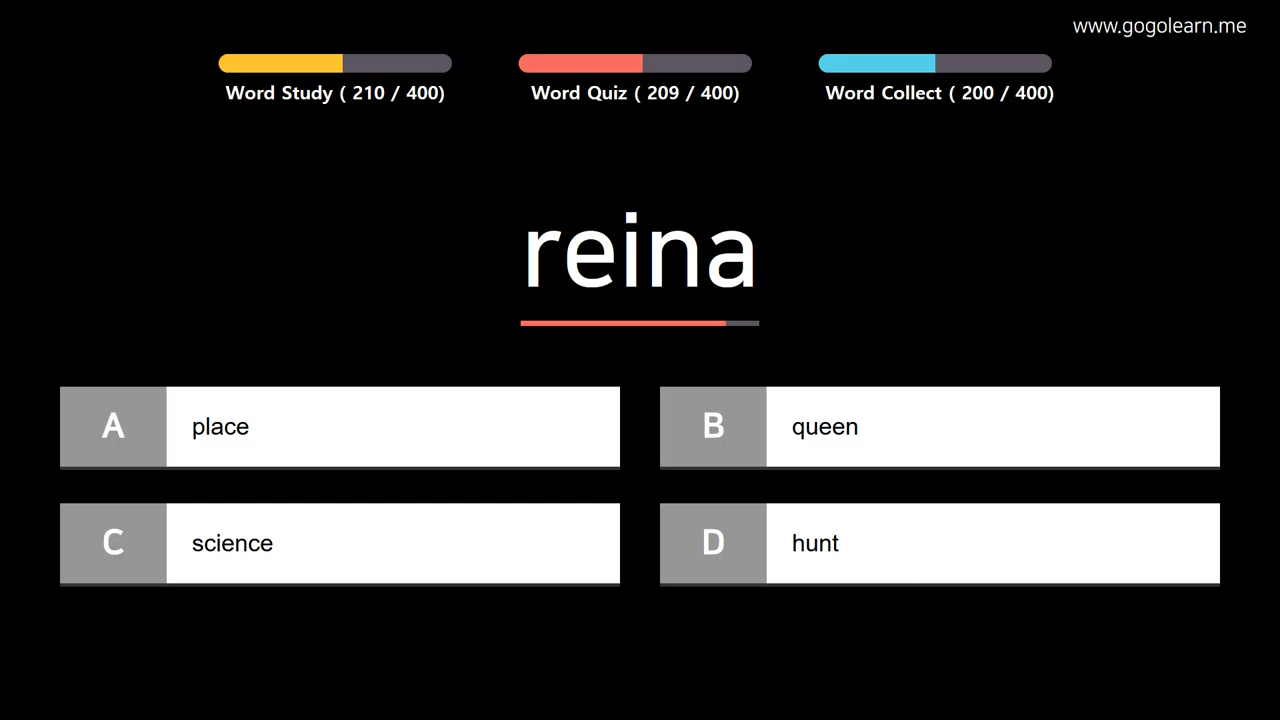 www.gogolearn.me
Word Study ( 210 / 400)
Word Quiz ( 209 / 400)
Word Collect ( 200 / 400)
reina
A place
B queen
C science
D hunt